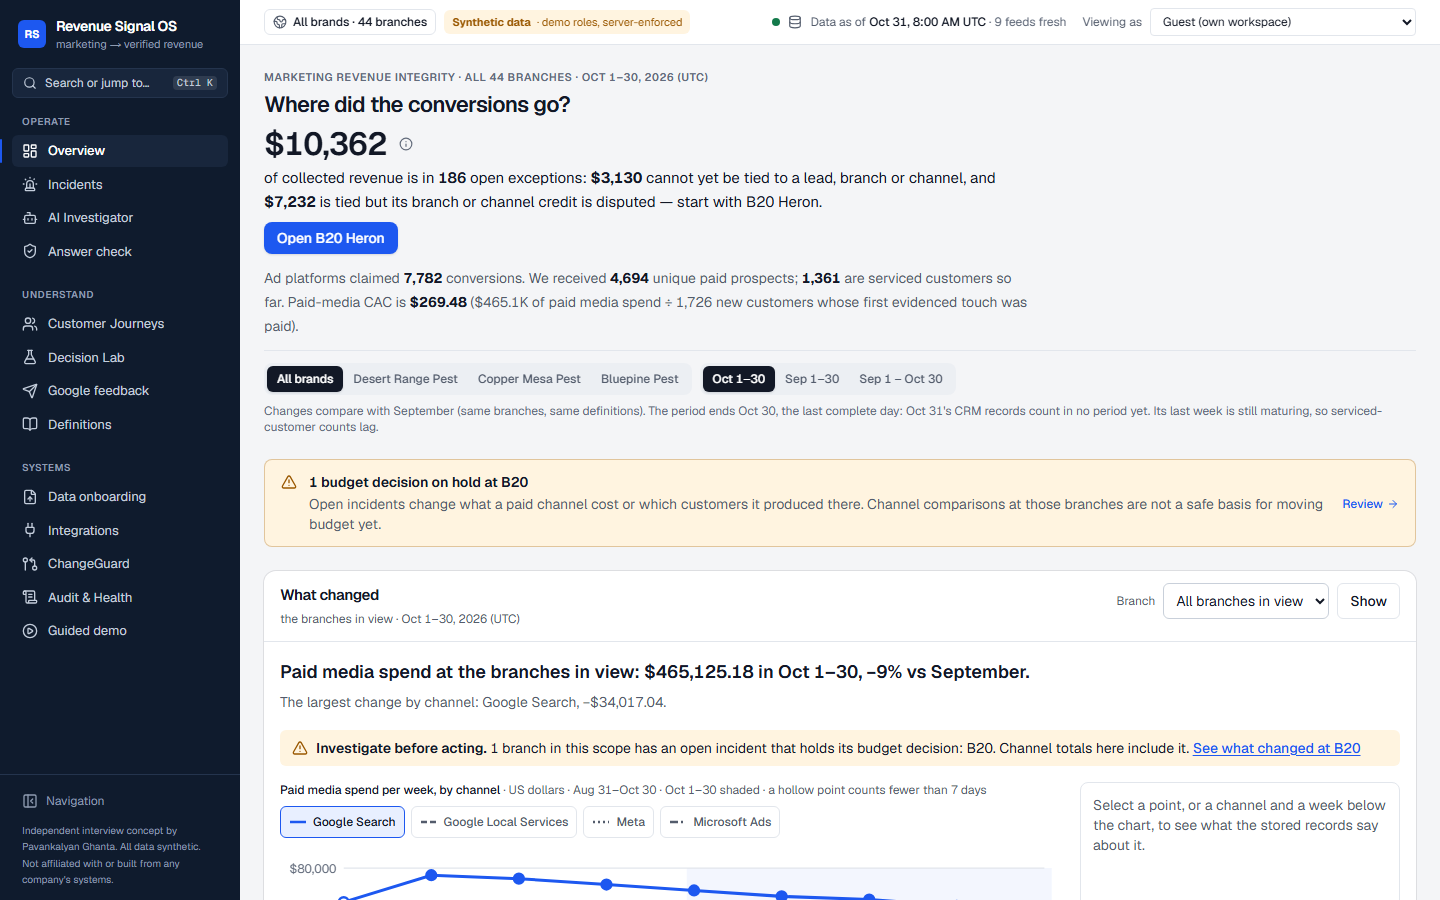 RS
Revenue Signal OS
marketing → verified revenue
Search or jump to...
Ctrl K
OPERATE
Overview
Incidents
AI Investigator
Answer check
UNDERSTAND
Customer Journeys
Decision Lab
Google feedback
Definitions
SYSTEMS
Data onboarding
Integrations
ChangeGuard
Audit & Health
Guided demo
Navigation
Independent interview concept by
Pavankalyan Ghanta. All data synthetic.
Not affiliated with or built from any
company's systems.
All brands · 44 branches
Synthetic data · demo roles, server-enforced
Data as of Oct 31, 8:00 AM UTC · 9 feeds fresh
Viewing as
Guest (own workspace)
MARKETING REVENUE INTEGRITY · ALL 44 BRANCHES · OCT 1–30, 2026 (UTC)
Where did the conversions go?
$10,362
of collected revenue is in 186 open exceptions: $3,130 cannot yet be tied to a lead, branch or channel, and
$7,232 is tied but its branch or channel credit is disputed — start with B20 Heron.
Open B20 Heron
Ad platforms claimed 7,782 conversions. We received 4,694 unique paid prospects; 1,361 are serviced customers so
far. Paid-media CAC is $269.48 ($465.1K of paid media spend ÷ 1,726 new customers whose first evidenced touch was
paid).
All brands
Desert Range Pest
Copper Mesa Pest
Bluepine Pest
Oct 1–30
Sep 1–30
Sep 1 – Oct 30
Changes compare with September (same branches, same definitions). The period ends Oct 30, the last complete day: Oct 31's CRM records count in no period yet. Its last week is still maturing, so serviced-
customer counts lag.
1 budget decision on hold at B20
Open incidents change what a paid channel cost or which customers it produced there. Channel comparisons at those branches are not a safe basis for moving
budget yet.
Review →
What changed
the branches in view · Oct 1–30, 2026 (UTC)
Branch
All branches in view
Show
Paid media spend at the branches in view: $465,125.18 in Oct 1–30, −9% vs September.
The largest change by channel: Google Search, −$34,017.04.
Investigate before acting. 1 branch in this scope has an open incident that holds its budget decision: B20. Channel totals here include it. See what changed at B20
Paid media spend per week, by channel · US dollars · Aug 31–Oct 30 · Oct 1–30 shaded · a hollow point counts fewer than 7 days
Google Search
Google Local Services
Meta
Microsoft Ads
$80,000
Select a point, or a channel and a week below
the chart, to see what the stored records say
about it.